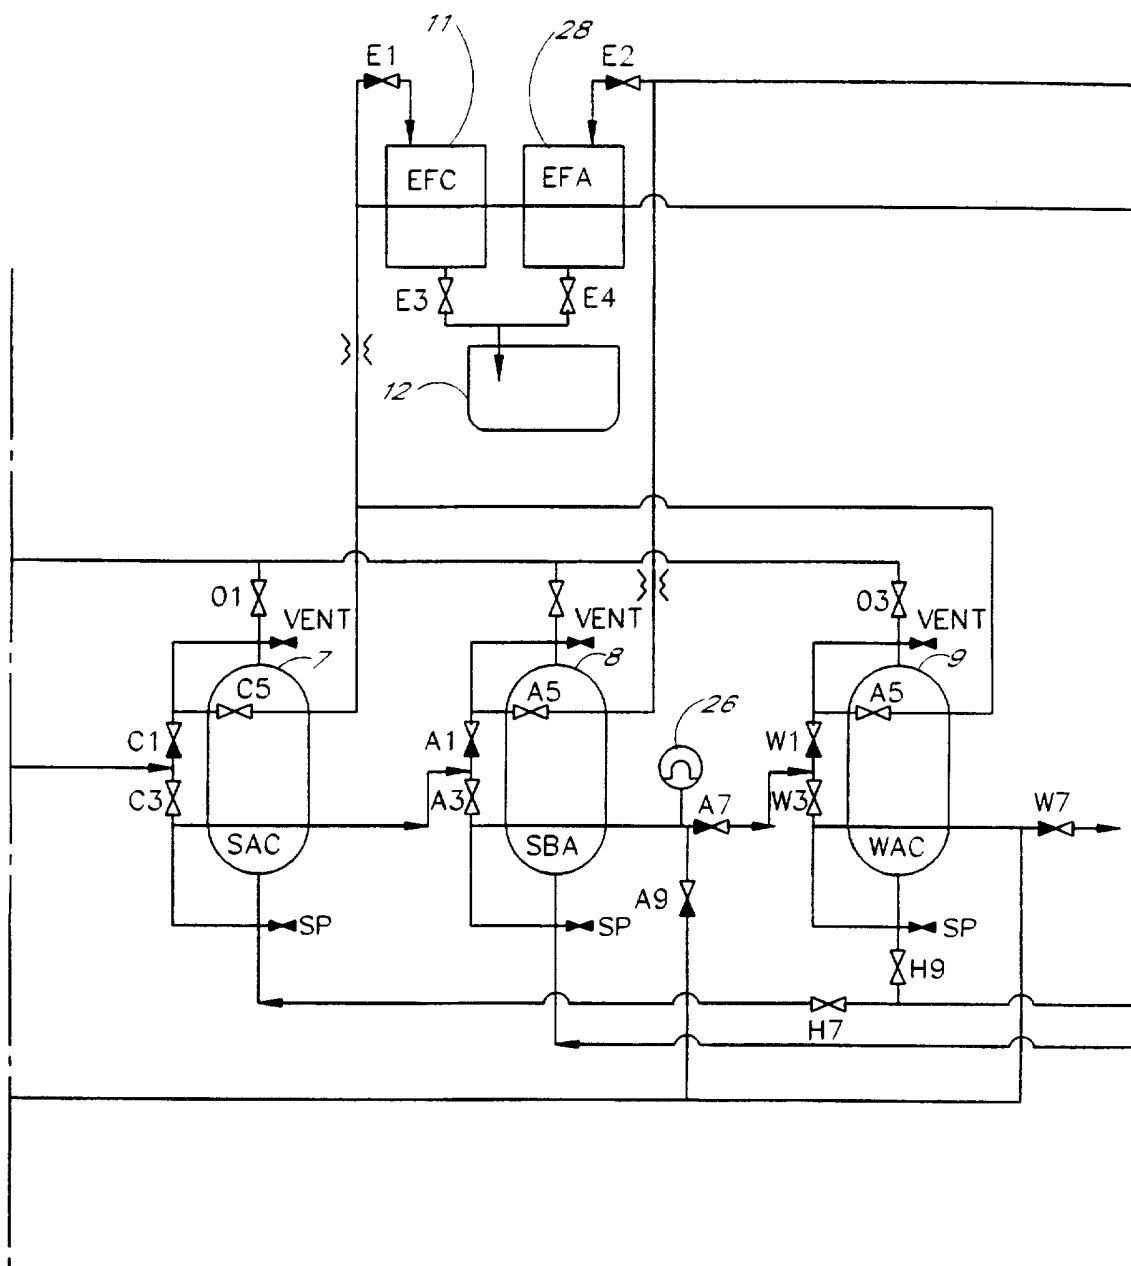 11
28
E1
E2
EFC
EFA
E3
E4
12
O1
VENT
VENT
O3
VENT
7
8
9
C5
A5
A5
26
C1
A1
W1
C3
A3
A7
W3
W7
SAC
SBA
WAC
A9
SP
SP
SP
H9
H7